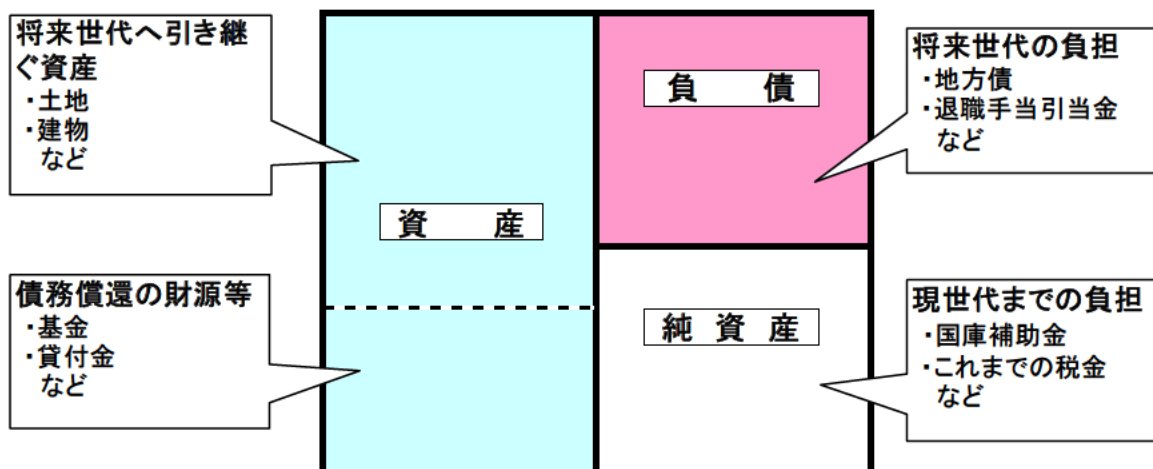 将来世代へ引き継
ぐ資産
・土地
・建物
など
債務償還の財源等
・基金
・貸付金
など
資　産
負　債
純 資 産
将来世代の負担
・地方債
・退職手当引当金
など
現世代までの負担
・国庫補助金
・これまでの税金
など